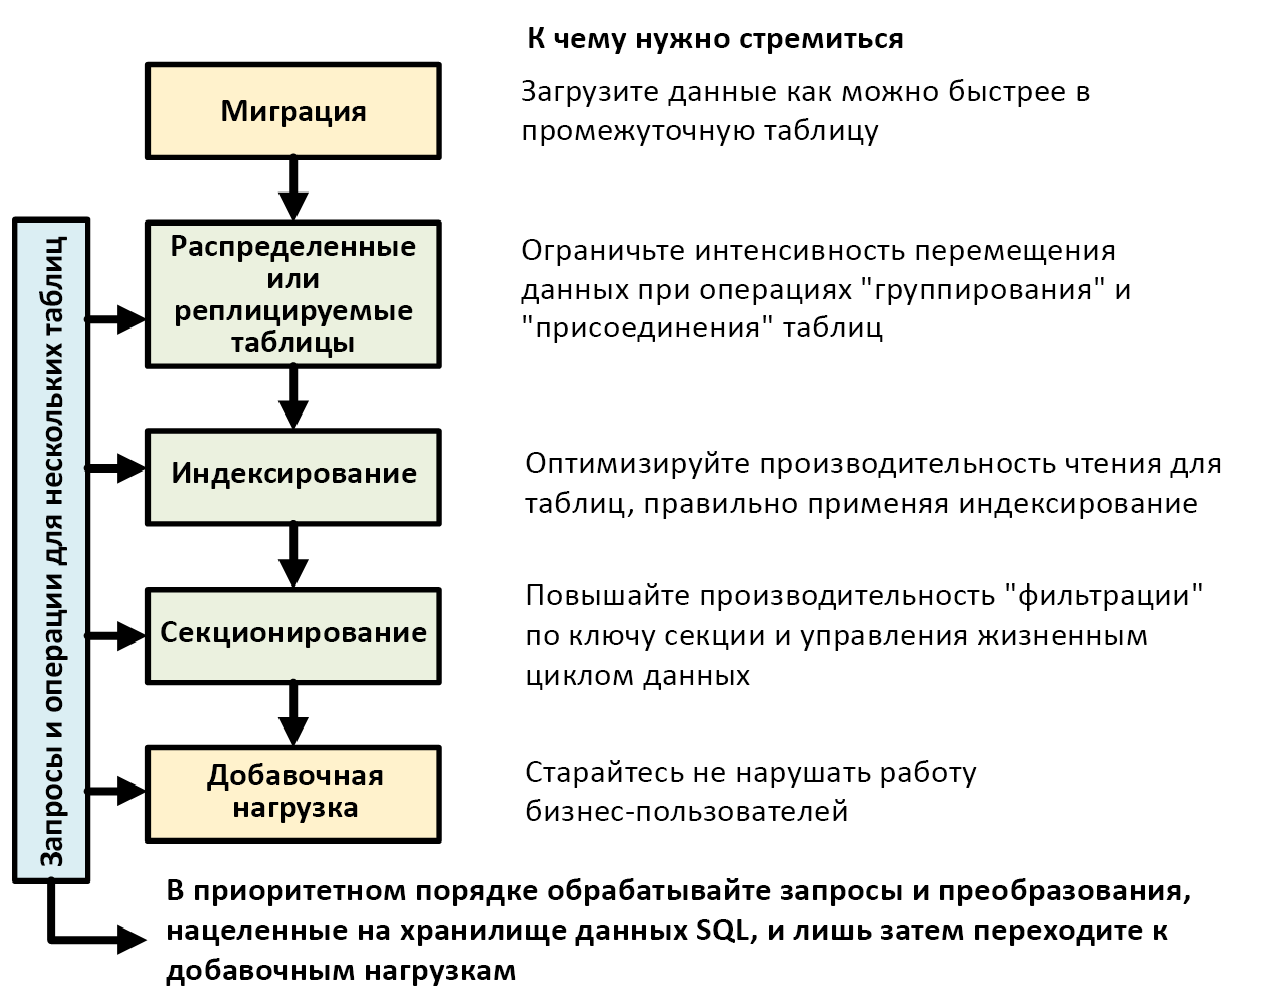 К чему нужно стремиться
Миграция
Загрузите данные как можно быстрее в
промежуточную таблицу
Запросы и операции для нескольких таблиц
Распределенные
или
реплицируемые
таблицы
Ограничьте интенсивность перемещения
данных при операциях "группирования" и
"присоединения" таблиц
Индексирование
Оптимизируйте производительность чтения для
таблиц, правильно применяя индексирование
Секционирование
Повышайте производительность "фильтрации"
по ключу секции и управления жизненным
циклом данных
Добавочная
нагрузка
Старайтесь не нарушать работу
бизнес-пользователей
В приоритетном порядке обрабатывайте запросы и преобразования,
нацеленные на хранилище данных SQL, и лишь затем переходите к
добавочным нагрузкам